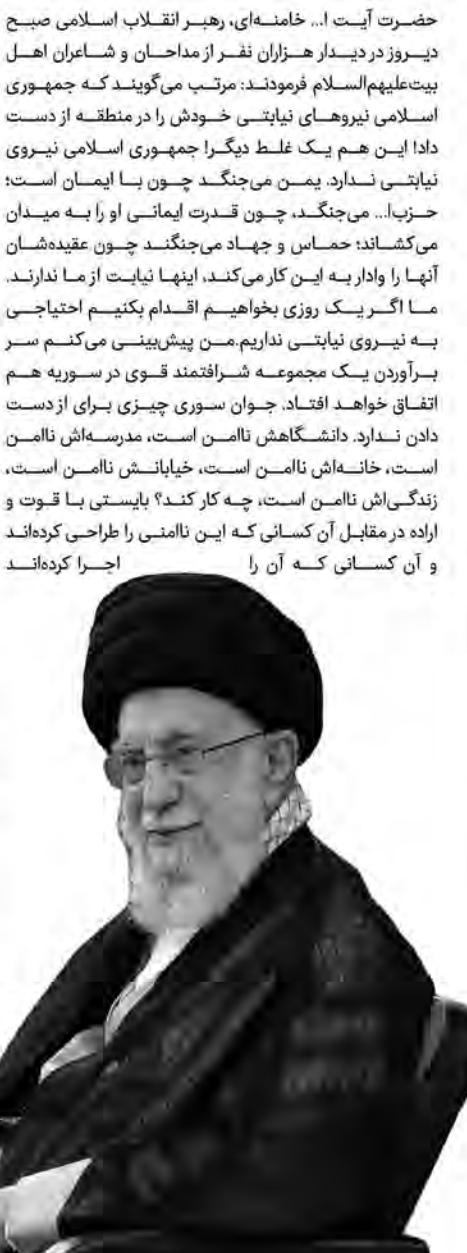 حضرت آیت ا... خامنه‌ای، رهبر انقلاب اسلامی صبح
دیروز در دیدار هزاران نفر از مداحان و شاعران اهل
بیت‌علیهم‌السلام فرمودند: مرتب می‌گویند که جمهوری
اسلامی نیروهای نیابتی خودش را در منطقه از دست
داد! این هم یک غلط دیگر! جمهوری اسلامی نیروی
نیابتی ندارد. یمن می‌جنگد چون با ایمان است؛
حزب‌ا... می‌جنگد، چون قدرت ایمانی او را به میدان
می‌کشاند؛ حماس و جهاد می‌جنگند چون عقیده‌شان
آنها را وادار به این کار می‌کند، اینها نیابت از ما ندارند.
ما اگر یک روزی بخواهیم اقدام بکنیم احتیاجی
به نیروی نیابتی نداریم.من پیش‌بینی می‌کنم سر
برآوردن یک مجموعه شرافتمند قوی در سوریه هم
اتفاق خواهد افتاد. جوان سوری چیزی برای از دست
دادن ندارد. دانشگاهش ناامن است، مدرسه‌اش ناامن
است، خانه‌اش ناامن است، خیابانش ناامن است،
زندگی‌اش ناامن است، چه کار کند؟ بایستی با قوت و
اراده در مقابل آن کسانی که این ناامنی را طراحی کرده‌اند
و آن کسانی که آن را اجرا کرده‌اند